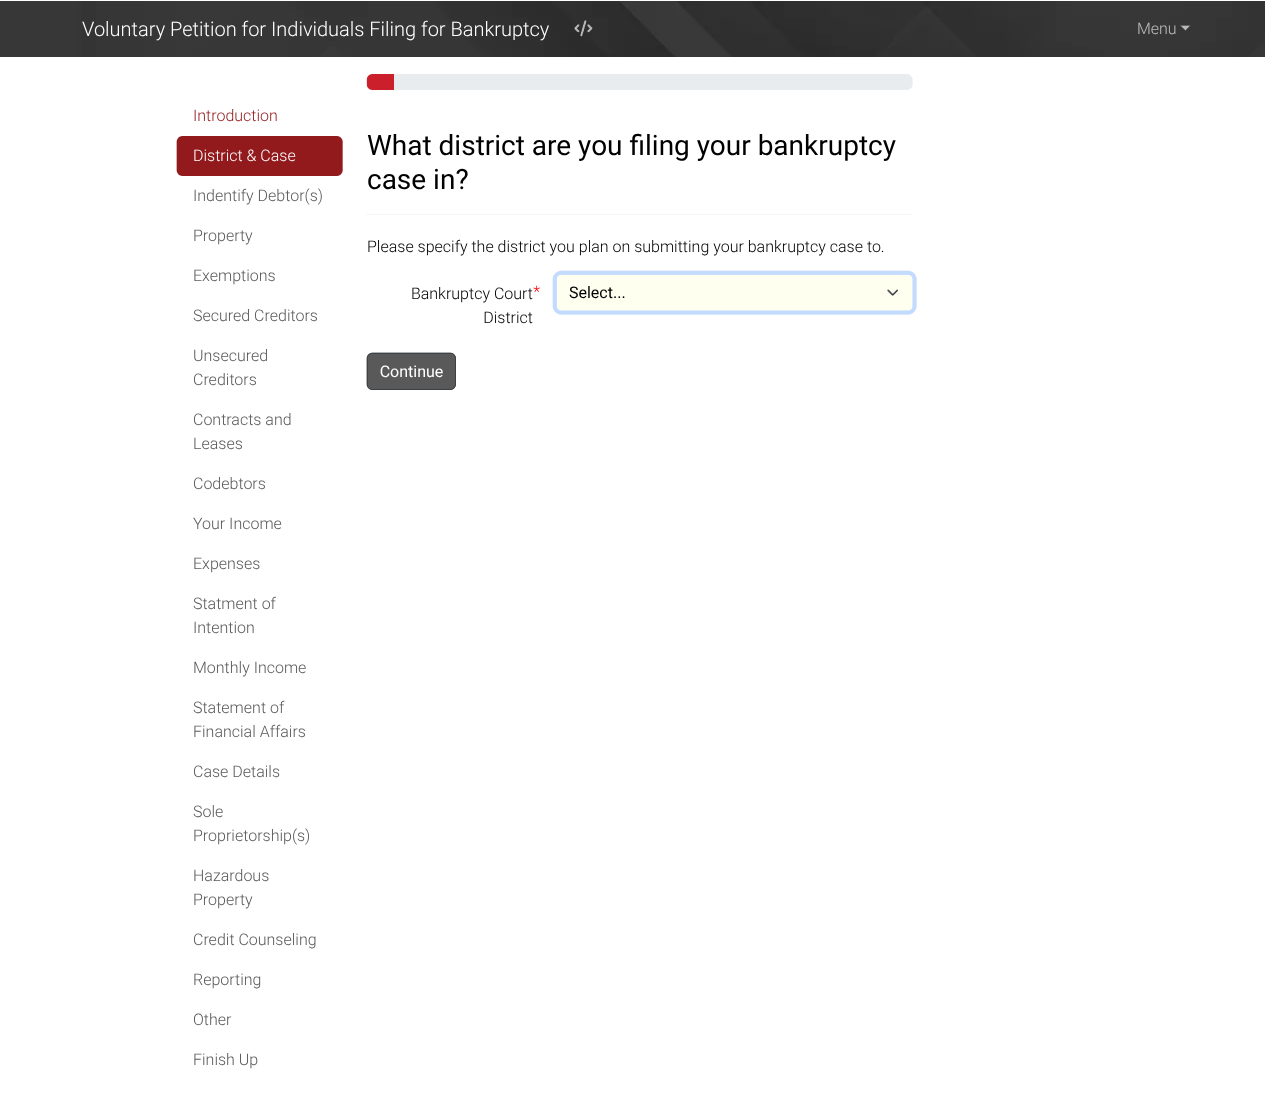 Voluntary Petition for Individuals Filing for Bankruptcy </>
Menu
Introduction
District & Case
Indentify Debtor(s)
Property
Exemptions
Secured Creditors
Unsecured
Creditors
Contracts and
Leases
Codebtors
Your Income
Expenses
Statment of
Intention
Monthly Income
Statement of
Financial Affairs
Case Details
Sole
Proprietorship(s)
Hazardous
Property
Credit Counseling
Reporting
Other
Finish Up
What district are you filing your bankruptcy
case in?
Please specify the district you plan on submitting your bankruptcy case to.
Bankruptcy Court*
District
Select...
Continue